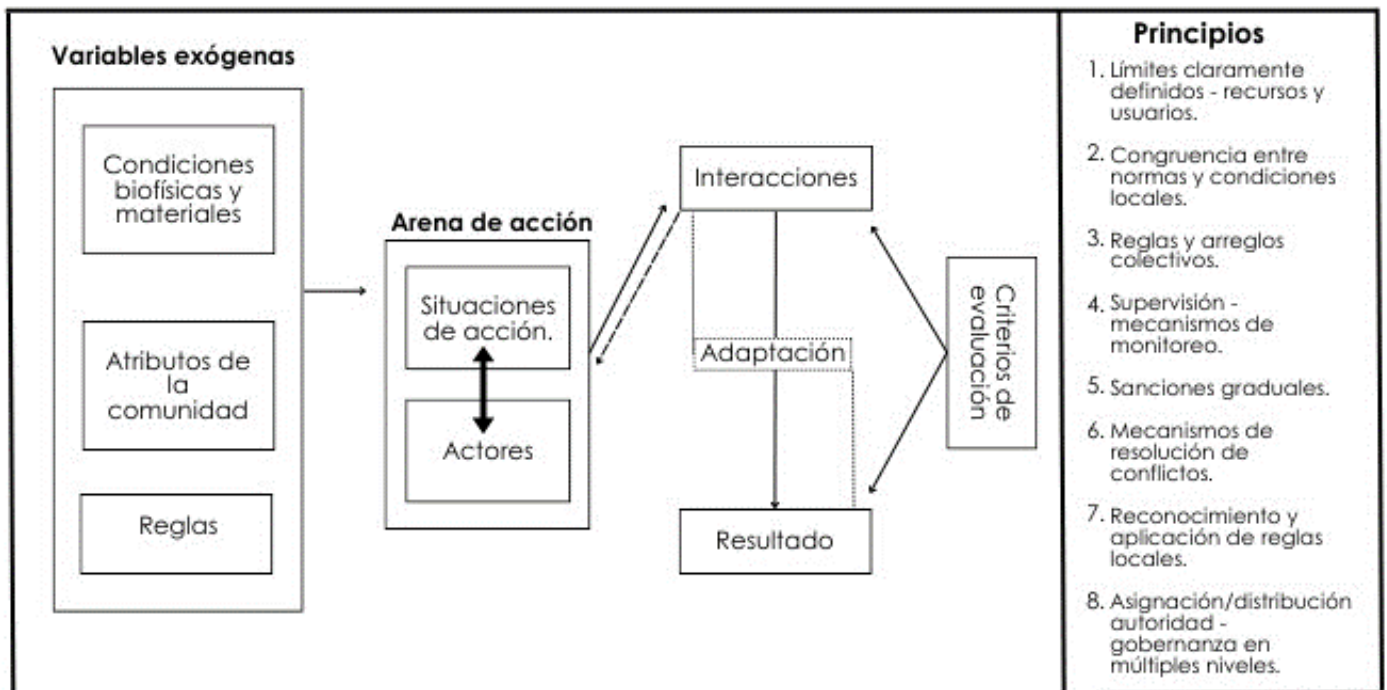 Variables exógenas
Condiciones
biofísicas y
materiales
Atributos de
la
comunidad
Reglas
Arena de acción
Situaciones
de acción.
Actores
Interacciones
Adaptación
Resultado
Criterios de
evaluación
Principios
1. Límites claramente
definidos - recursos y
usuarios.
2. Congruencia entre
normas y condiciones
locales.
3. Reglas y arreglos
colectivos.
4. Supervisión -
mecanismos de
monitoreo.
5. Sanciones graduales.
6. Mecanismos de
resolución de
conflictos.
7. Reconocimiento y
aplicación de reglas
locales.
8. Asignación/distribución
autoridad -
gobernanza en
múltiples niveles.